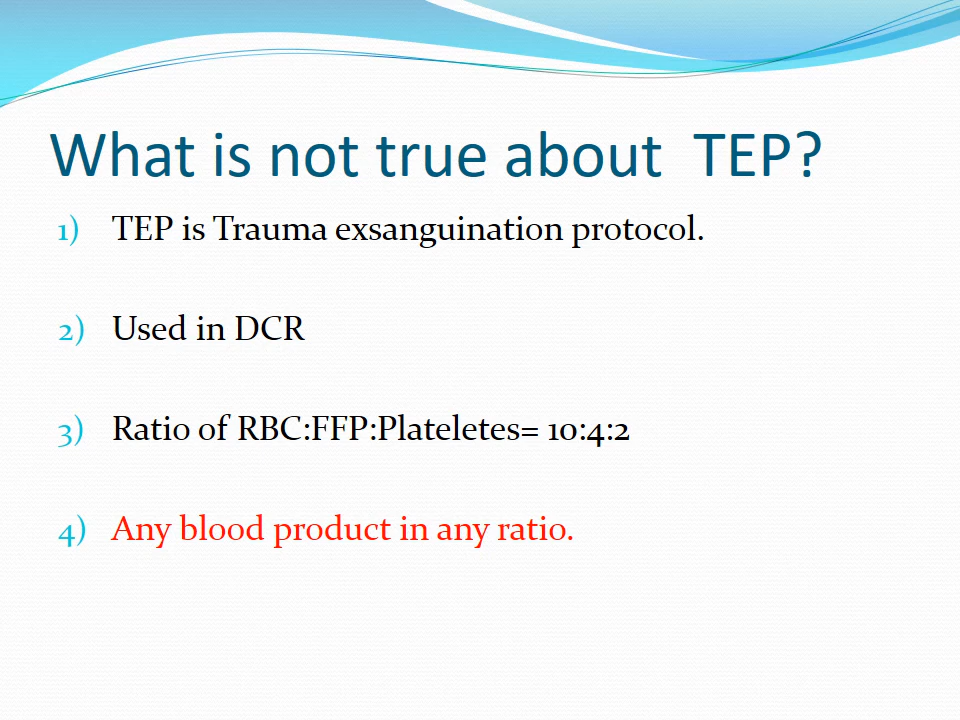 What is not true about TEP?
1) TEP is Trauma exsanguination protocol.
2) Used in DCR
3) Ratio of RBC:FFP:Plateletes= 10:4:2
4) Any blood product in any ratio.